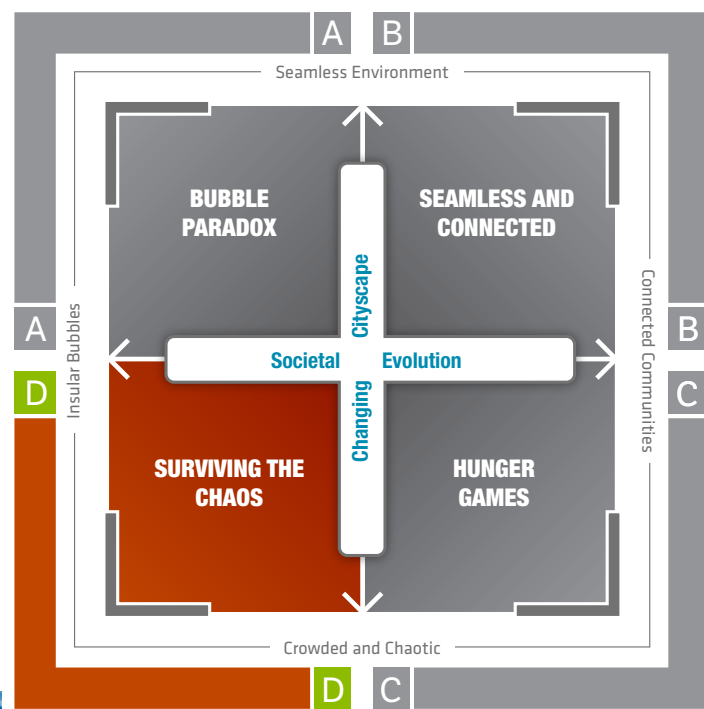 A B
Seamless Environment
BUBBLE
PARADOX
SEAMLESS AND
CONNECTED
Changing Cityscape
Societal Evolution
Insular Bubbles
Connected Communities
A
B
D
C
SURVIVING THE
CHAOS
HUNGER
GAMES
Crowded and Chaotic
D C